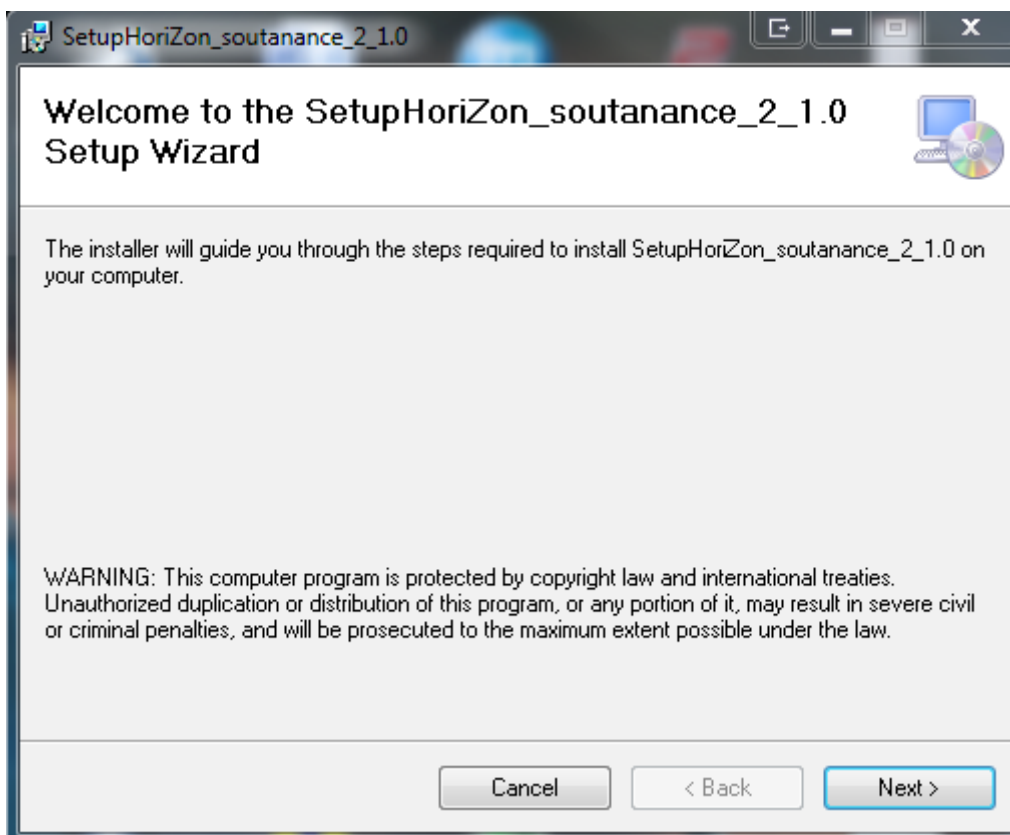 SetupHoriZon_soutanance_2_1.0
Welcome to the SetupHoriZon_soutanance_2_1.0
Setup Wizard
The installer will guide you through the steps required to install SetupHoriZon_soutanance_2_1.0 on
your computer.
WARNING: This computer program is protected by copyright law and international treaties.
Unauthorized duplication or distribution of this program, or any portion of it, may result in severe civil
or criminal penalties, and will be prosecuted to the maximum extent possible under the law.
Cancel < Back Next >